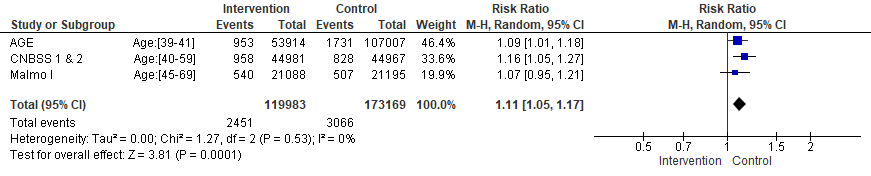 Intervention Control Risk Ratio Risk Ratio
Study or Subgroup Events Total Events Total Weight M-H, Random, 95% CI M-H, Random, 95% CI
AGE Age:[39-41] 953 53914 1731 107007 46.4% 1.09 [1.01, 1.18]
CNBSS 1 & 2 Age:[40-59] 958 44981 828 44967 33.6% 1.16 [1.05, 1.27]
Malmo I Age:[45-69] 540 21088 507 21195 19.9% 1.07 [0.95, 1.21]
Total (95% CI) 119983 173169 100.0% 1.11 [1.05, 1.17]
Total events 2451 3066
Heterogeneity: Tau² = 0.00; Chi² = 1.27, df = 2 (P = 0.53); I² = 0%
Test for overall effect: Z = 3.81 (P = 0.0001)
0.5 0.7 1 1.5 2
Intervention Control